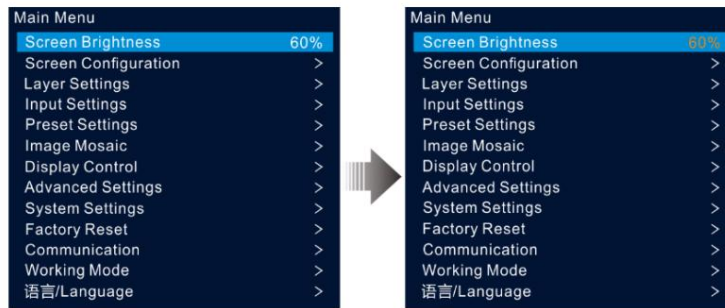 Main Menu
Screen Brightness 60%
Screen Configuration >
Layer Settings >
Input Settings >
Preset Settings >
Image Mosaic >
Display Control >
Advanced Settings >
System Settings >
Factory Reset >
Communication >
Working Mode >
语言/Language >
Main Menu
Screen Brightness 60%
Screen Configuration >
Layer Settings >
Input Settings >
Preset Settings >
Image Mosaic >
Display Control >
Advanced Settings >
System Settings >
Factory Reset >
Communication >
Working Mode >
语言/Language >